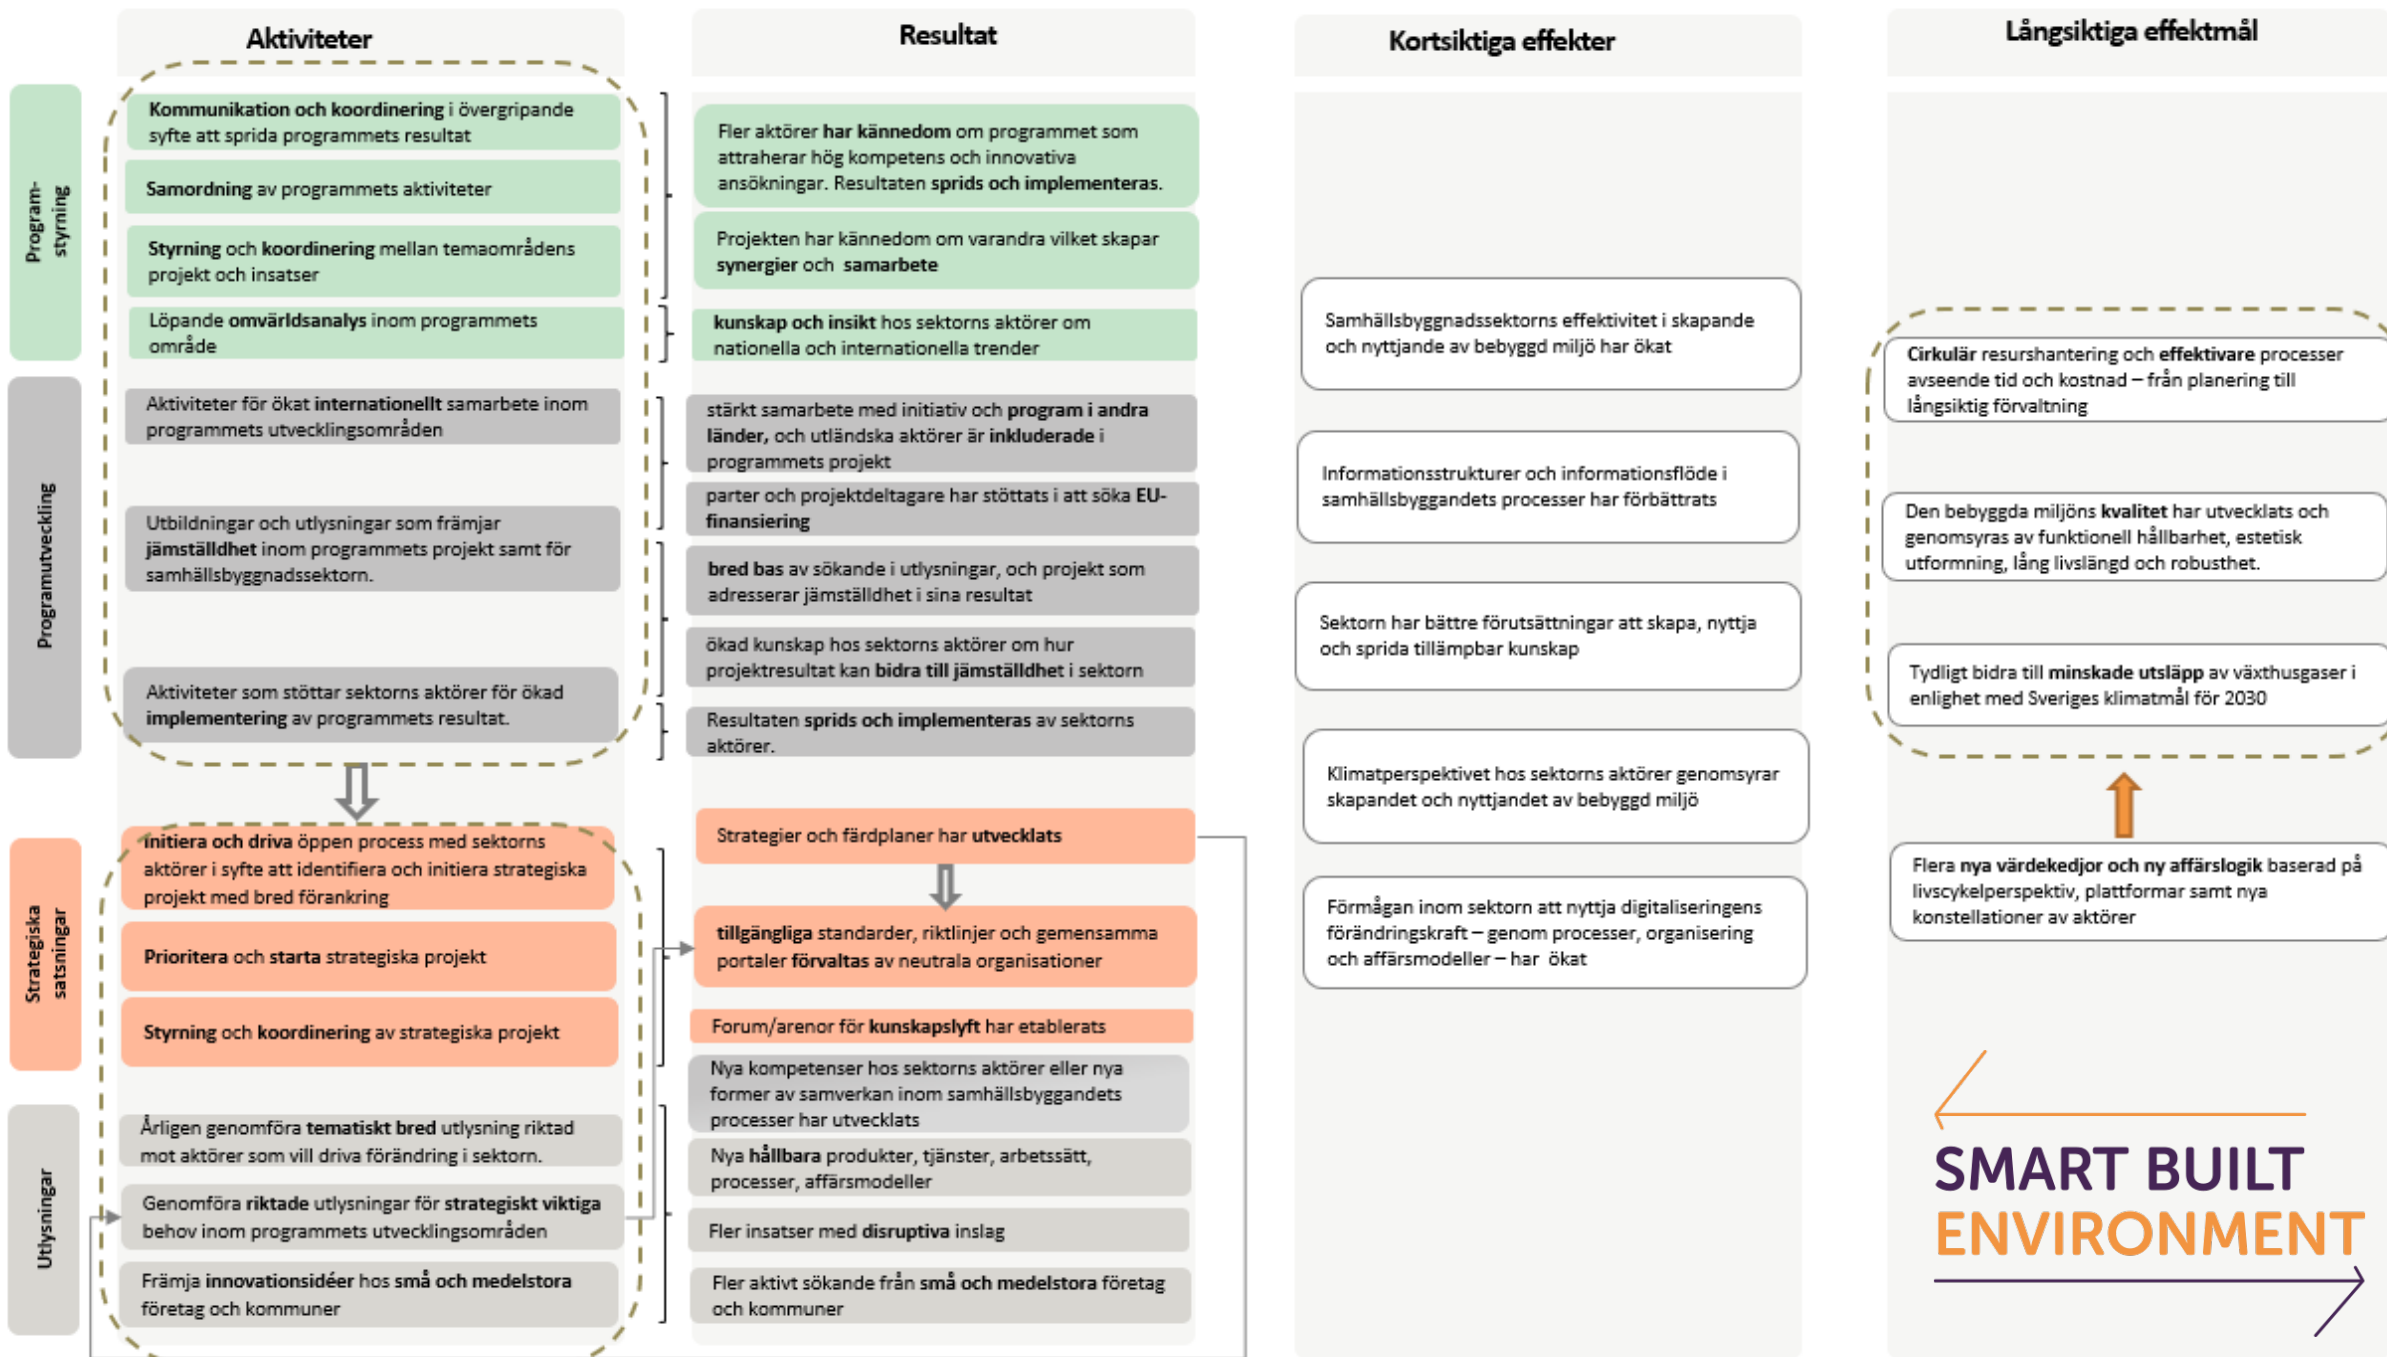 Aktiviteter
Resultat
Kortsiktiga effekter
Långsiktiga effektmål
Program-
styrning
Kommunikation och koordinering i övergripande
syfte att sprida programmets resultat
Samordning av programmets aktiviteter
Styrning och koordinering mellan temaområdens
projekt och insatser
Löpande omvärldsanalys inom programmets
område
Programutveckling
Aktiviteter för ökat internationellt samarbete inom
programmets utvecklingsområden
Utbildningar och utlysningar som främjar
jämställdhet inom programmets projekt samt för
samhällsbyggnadssektorn.
Aktiviteter som stöttar sektorns aktörer för ökad
implementering av programmets resultat.
Strategiska
satsningar
Initiera och driva öppen process med sektorns
aktörer i syfte att identifiera och initiera strategiska
projekt med bred förankring
Prioritera och starta strategiska projekt
Styrning och koordinering av strategiska projekt
Utlysningar
Årligen genomföra tematiskt bred utlysning riktad
mot aktörer som vill driva förändring i sektorn.
Genomföra riktade utlysningar för strategiskt viktiga
behov inom programmets utvecklingsområden
Främja innovationsidéer hos små och medelstora
företag och kommuner
Fler aktörer har kännedom om programmet som
attraherar hög kompetens och innovativa
ansökningar. Resultaten sprids och implementeras.
Projekten har kännedom om varandra vilket skapar
synergier och samarbete
kunskap och insikt hos sektorns aktörer om
nationella och internationella trender
stärkt samarbete med initiativ och program i andra
länder, och utländska aktörer är inkluderade i
programmets projekt
parter och projektdeltagare har stöttats i att söka EU-
finansiering
bred bas av sökande i utlysningar, och projekt som
adresserar jämställdhet i sina resultat
ökad kunskap hos sektorns aktörer om hur
projektresultat kan bidra till jämställdhet i sektorn
Resultaten sprids och implementeras av sektorns
aktörer.
Strategier och färdplaner har utvecklats
tillgängliga standarder, riktlinjer och gemensamma
portaler förvaltas av neutrala organisationer
Forum/arenor för kunskapslyft har etablerats
Nya kompetenser hos sektorns aktörer eller nya
former av samverkan inom samhällsbyggandets
processer har utvecklats
Nya hållbara produkter, tjänster, arbetssätt,
processer, affärsmodeller
Fler insatser med disruptiva inslag
Fler aktivt sökande från små och medelstora företag
och kommuner
Samhällsbyggnadssektorns effektivitet i skapande
och nyttjande av bebyggd miljö har ökat
Informationsstrukturer och informationsflöde i
samhällsbyggandets processer har förbättrats
Sektorn har bättre förutsättningar att skapa, nyttja
och sprida tillämpbar kunskap
Klimatperspektivet hos sektorns aktörer genomsyrar
skapandet och nyttjandet av bebyggd miljö
Förmågan inom sektorn att nyttja digitaliseringens
förändringskraft – genom processer, organisering
och affärsmodeller – har ökat
Cirkulär resurshantering och effektivare processer
avseende tid och kostnad – från planering till
långsiktig förvaltning
Den bebyggda miljöns kvalitet har utvecklats och
genomsyras av funktionell hållbarhet, estetisk
utformning, lång livslängd och robusthet.
Tydligt bidra till minskade utsläpp av växthusgaser i
enlighet med Sveriges klimatmål för 2030
Flera nya värdekedjor och ny affärslogik baserad på
livscykelperspektiv, plattformar samt nya
konstellationer av aktörer
SMART BUILT
ENVIRONMENT